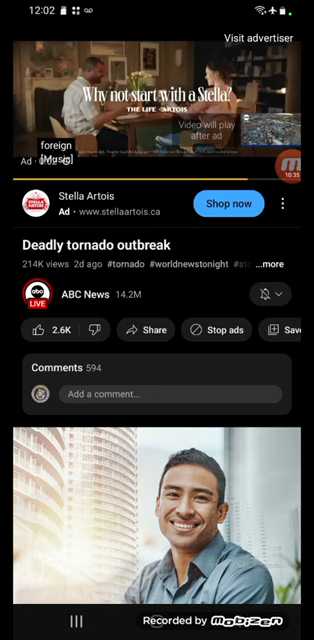 12:02
Visit advertiser
Why not start with a Stella?
THE LIFE ARTOIS
Video will play
after ad
foreign
[Music]
Ad ·
10:35
Stella Artois
Ad • www.stellaartois.ca
Shop now
Deadly tornado outbreak
214K views 2d ago #tornado #worldnewstonight #sto ...more
abc
LIVE
ABC News 14.2M
2.6K
Share
Stop ads
Save
Comments 594
Add a comment...
Recorded by mobizen